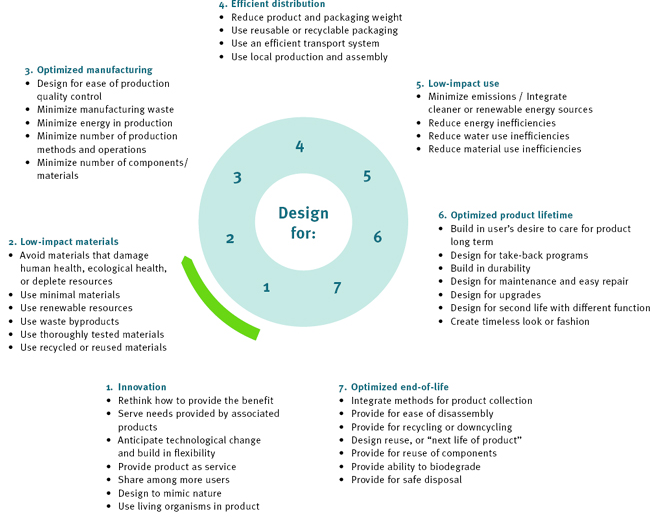 4. Efficient distribution
• Reduce product and packaging weight
• Use reusable or recyclable packaging
• Use an efficient transport system
• Use local production and assembly
3. Optimized manufacturing
• Design for ease of production
quality control
• Minimize manufacturing waste
• Minimize energy in production
• Minimize number of production
methods and operations
• Minimize number of components/
materials
5. Low-impact use
• Minimize emissions / Integrate
cleaner or renewable energy sources
• Reduce energy inefficiencies
• Reduce water use inefficiencies
• Reduce material use inefficiencies
4
3
5
2
6
1
7
Design
for:
2. Low-impact materials
• Avoid materials that damage
human health, ecological health,
or deplete resources
• Use minimal materials
• Use renewable resources
• Use waste byproducts
• Use thoroughly tested materials
• Use recycled or reused materials
6. Optimized product lifetime
• Build in user's desire to care for product
long term
• Design for take-back programs
• Build in durability
• Design for maintenance and easy repair
• Design for upgrades
• Design for second life with different function
• Create timeless look or fashion
1. Innovation
• Rethink how to provide the benefit
• Serve needs provided by associated
products
• Anticipate technological change
and build in flexibility
• Provide product as service
• Share among more users
• Design to mimic nature
• Use living organisms in product
7. Optimized end-of-life
• Integrate methods for product collection
• Provide for ease of disassembly
• Provide for recycling or downcycling
• Design reuse, or “next life of product”
• Provide for reuse of components
• Provide ability to biodegrade
• Provide for safe disposal